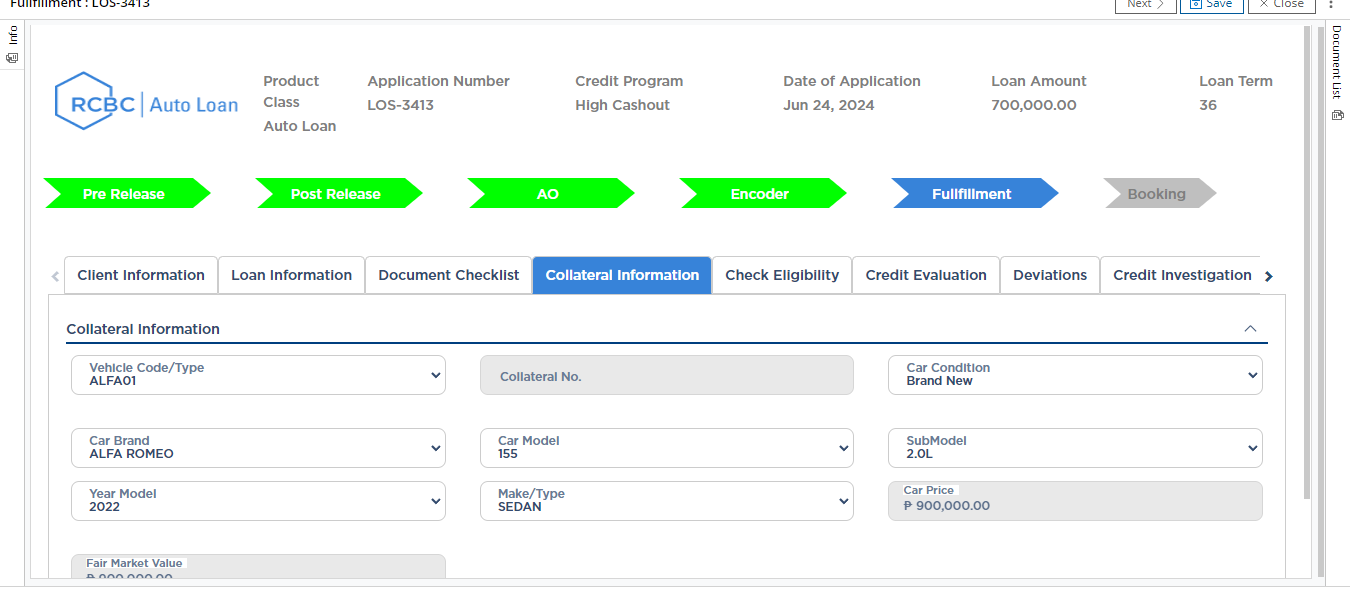 Fullfillment : LOS-3413
Next
Save
Close
Info
Document List
RCBC Auto Loan
Product Class
Auto Loan
Application Number
LOS-3413
Credit Program
High Cashout
Date of Application
Jun 24, 2024
Loan Amount
700,000.00
Loan Term
36
Pre Release
Post Release
AO
Encoder
Fullfillment
Booking
Client Information
Loan Information
Document Checklist
Collateral Information
Check Eligibility
Credit Evaluation
Deviations
Credit Investigation
Collateral Information
Vehicle Code/Type
ALFA01
Collateral No.
Car Condition
Brand New
Car Brand
ALFA ROMEO
Car Model
155
SubModel
2.0L
Year Model
2022
Make/Type
SEDAN
Car Price
₱ 900,000.00
Fair Market Value